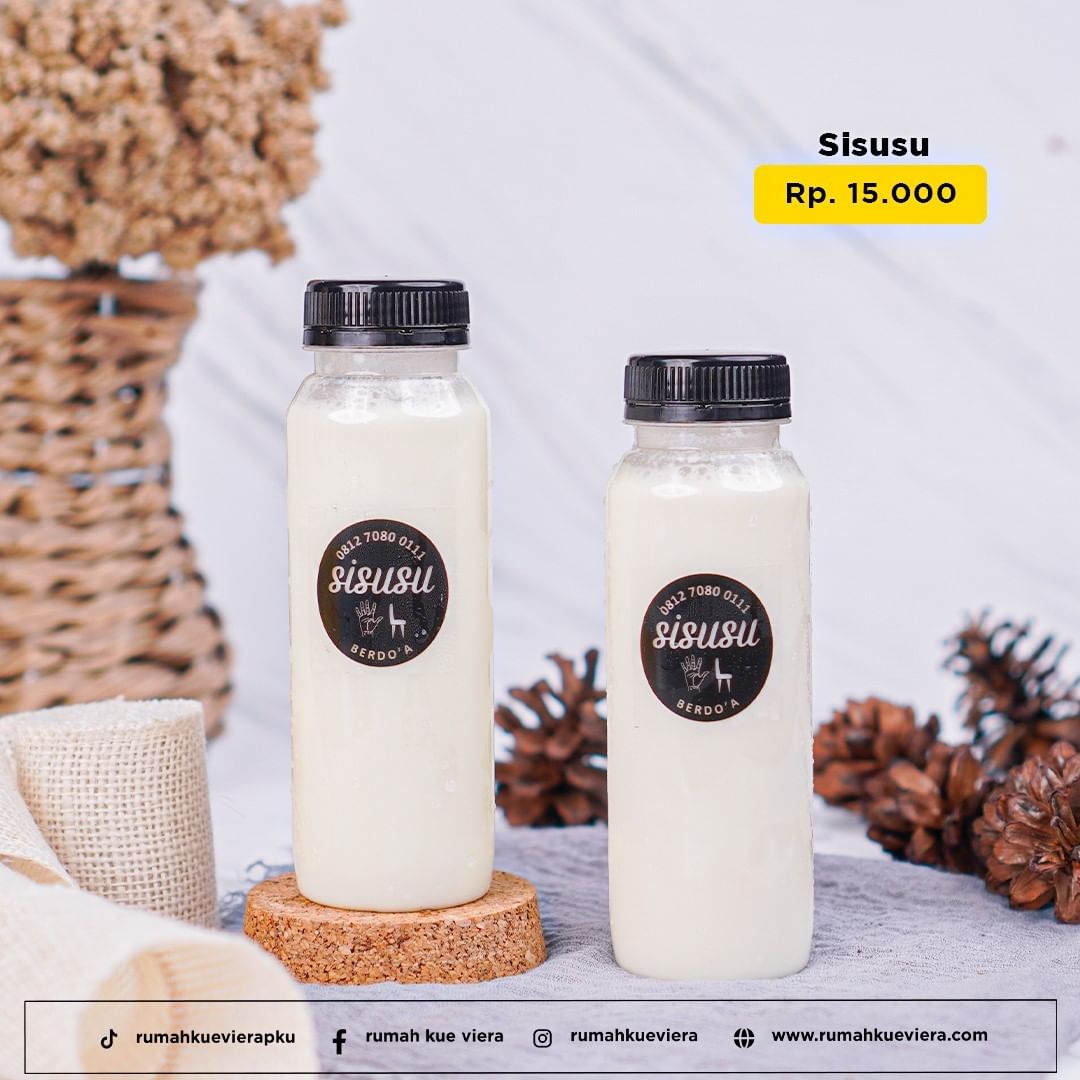 Sisusu
Rp. 15.000
0812 7080 0111
sisusu
BERDO'A
0812 7080 0111
sisusu
BERDO'A
rumahkuevierapku
rumah kue viera
rumahkueviera
www.rumahkueviera.com